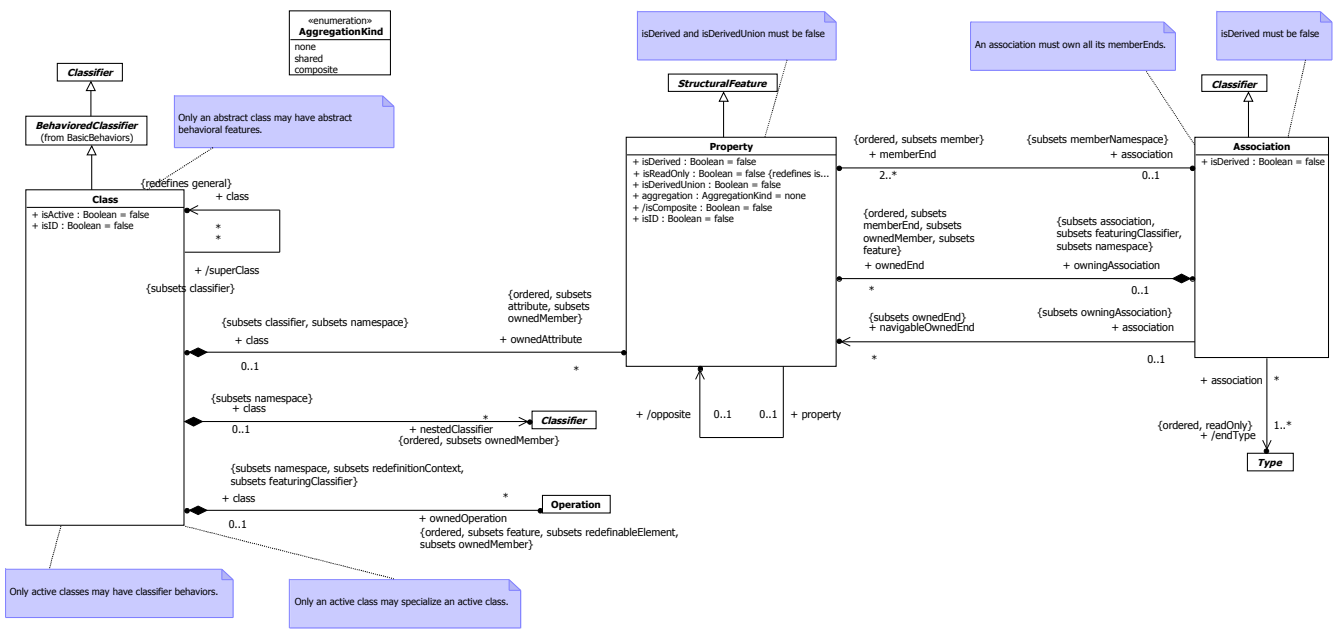 «enumeration»
AggregationKind
none
shared
composite
isDerived and isDerivedUnion must be false
An association must own all its memberEnds.
isDerived must be false
Classifier
StructuralFeature
Classifier
BehavioredClassifier
(from BasicBehaviors)
Only an abstract class may have abstract
behavioral features.
Class
+ isActive : Boolean = false
+ isID : Boolean = false
{redefines general}
+ class
*
*
+ /superClass
{subsets classifier}
Property
+ isDerived : Boolean = false
+ isReadOnly : Boolean = false {redefines is...
+ isDerivedUnion : Boolean = false
+ aggregation : AggregationKind = none
+ /isComposite : Boolean = false
+ isID : Boolean = false
{ordered, subsets member}
+ memberEnd
2..*
{subsets memberNamespace}
+ association
0..1
Association
+ isDerived : Boolean = false
{ordered, subsets
memberEnd, subsets
ownedMember, subsets
feature}
+ ownedEnd
*
{subsets association,
subsets featuringClassifier,
subsets namespace}
+ owningAssociation
0..1
{subsets ownedEnd}
+ navigableOwnedEnd
*
{subsets owningAssociation}
+ association
0..1
{subsets classifier, subsets namespace}
+ class
0..1
{ordered, subsets
attribute, subsets
ownedMember}
+ ownedAttribute
*
+ /opposite
0..1
0..1
+ property
+ association
*
{ordered, readOnly}
+ /endType
1..*
Type
{subsets namespace}
+ class
0..1
*
+ nestedClassifier
{ordered, subsets ownedMember}
Classifier
{subsets namespace, subsets redefinitionContext,
subsets featuringClassifier}
+ class
0..1
*
+ ownedOperation
{ordered, subsets feature, subsets redefinableElement,
subsets ownedMember}
Operation
Only active classes may have classifier behaviors.
Only an active class may specialize an active class.